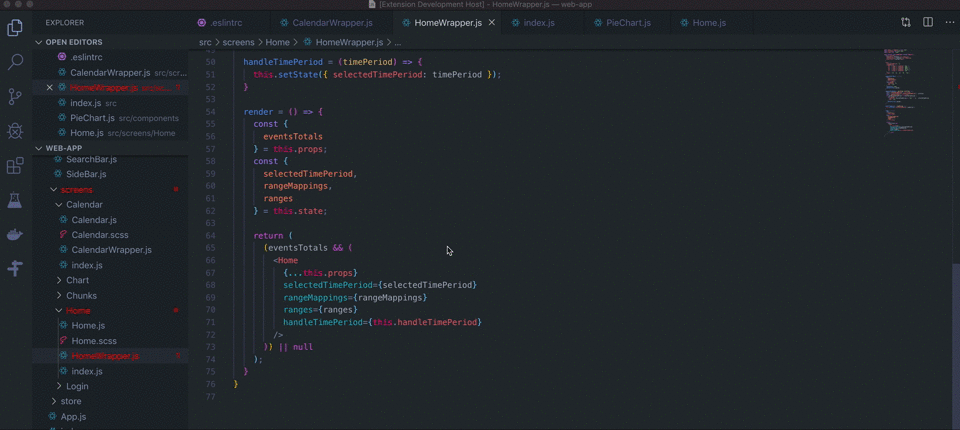 [Extension Development Host] — HomeWrapper.js — web-app
EXPLORER
.eslintrc
CalendarWrapper.js
HomeWrapper.js
index.js
PieChart.js
Home.js
src > screens > Home > HomeWrapper.js > ...
OPEN EDITORS
.eslintrc
CalendarWrapper.js src/scr...
HomeWrapper.js
index.js src
PieChart.js src/components
Home.js src/screens/Home
WEB-APP
SearchBar.js
SideBar.js
screens
Calendar
Calendar.js
Calendar.scss
CalendarWrapper.js
index.js
Chart
Chunks
Home
Home.js
Home.scss
HomeWrapper.js
index.js
Login
store
App.js
50 handleTimePeriod = (timePeriod) => {
51 this.setState({ selectedTimePeriod: timePeriod });
52 }
53
54 render = () => {
55 const {
56 eventsTotals
57 } = this.props;
58 const {
59 selectedTimePeriod,
60 rangeMappings,
61 ranges
62 } = this.state;
63
64 return (
65 (eventsTotals && (
66 <Home
67 {...this.props}
68 selectedTimePeriod={selectedTimePeriod}
69 rangeMappings={rangeMappings}
70 ranges={ranges}
71 handleTimePeriod={this.handleTimePeriod}
72 />
73 )) || null
74 );
75 }
76 }
77